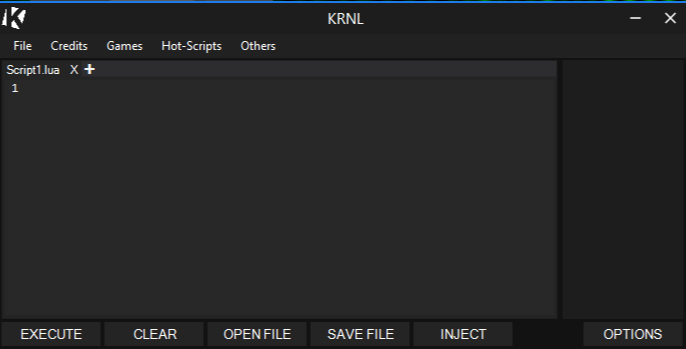 KRNL
File Credits Games Hot-Scripts Others
Script1.lua X +
1
EXECUTE CLEAR OPEN FILE SAVE FILE INJECT OPTIONS